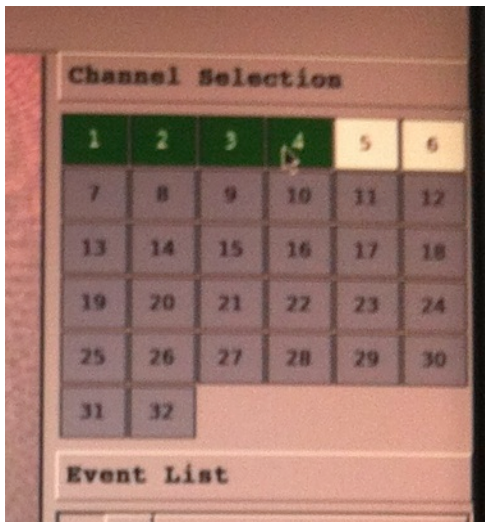 Channel Selection
1 2 3 4 5 6
7 8 9 10 11 12
13 14 15 16 17 18
19 20 21 22 23 24
25 26 27 28 29 30
31 32
Event List